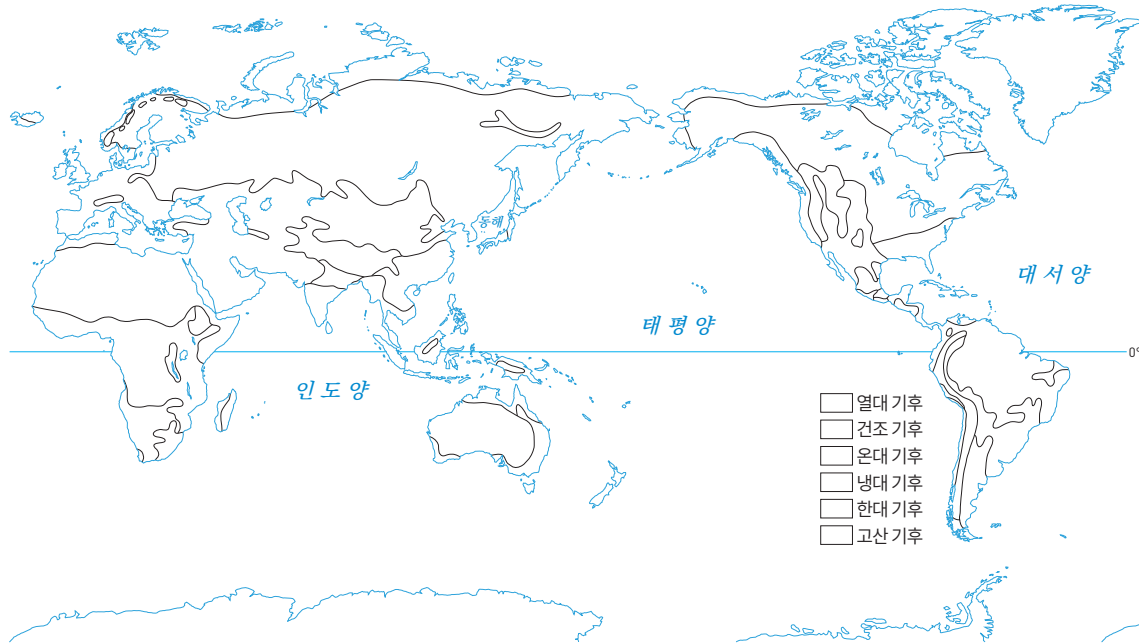 동해
대서양
태평양
0°
인도양
열대 기후
건조 기후
온대 기후
냉대 기후
한대 기후
고산 기후